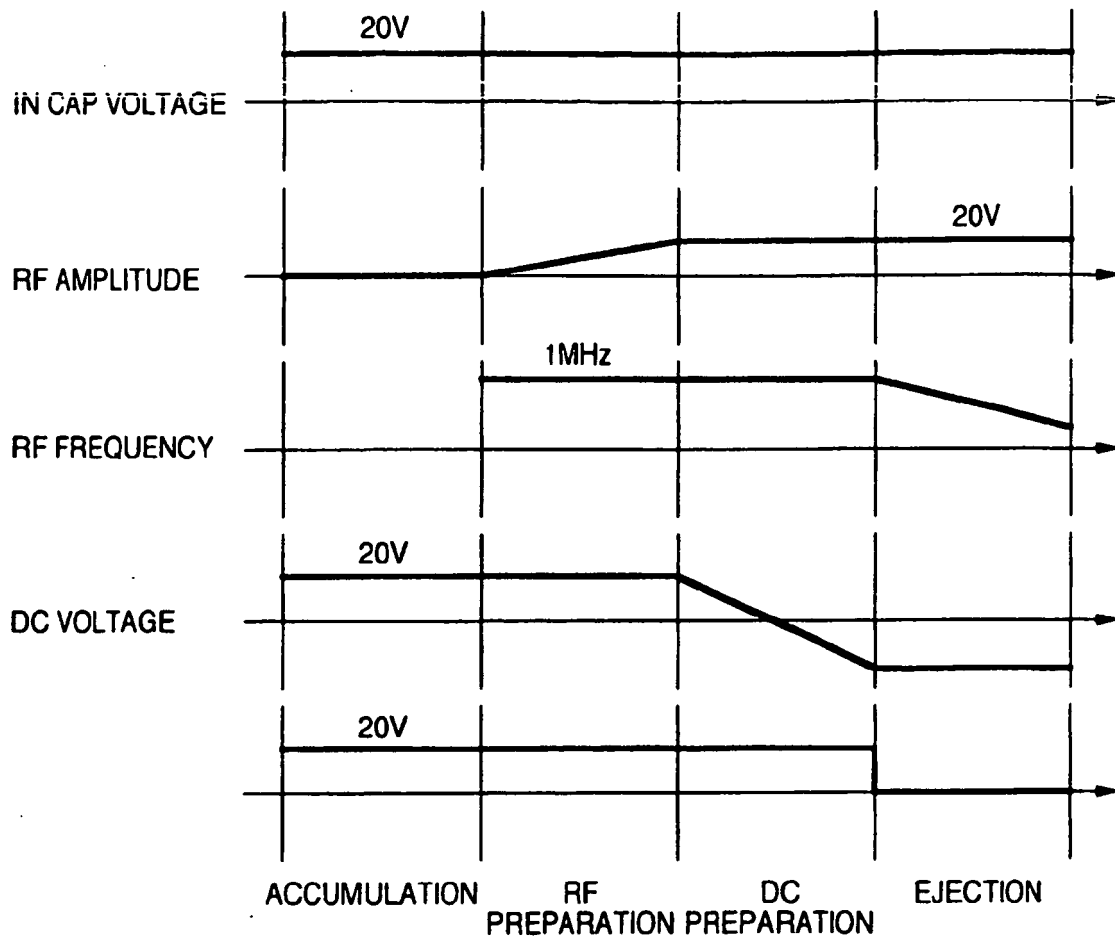 20V
IN CAP VOLTAGE
20V
RF AMPLITUDE
1MHz
RF FREQUENCY
20V
DC VOLTAGE
20V
ACCUMULATION RF PREPARATION DC PREPARATION EJECTION